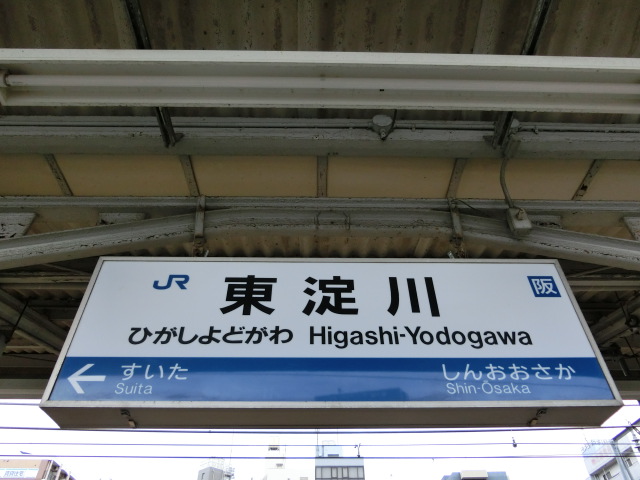 JR 東淀川 阪
ひがしよどがわ Higashi-Yodogawa
← すいた しんおおさか
Suita Shin-Ōsaka